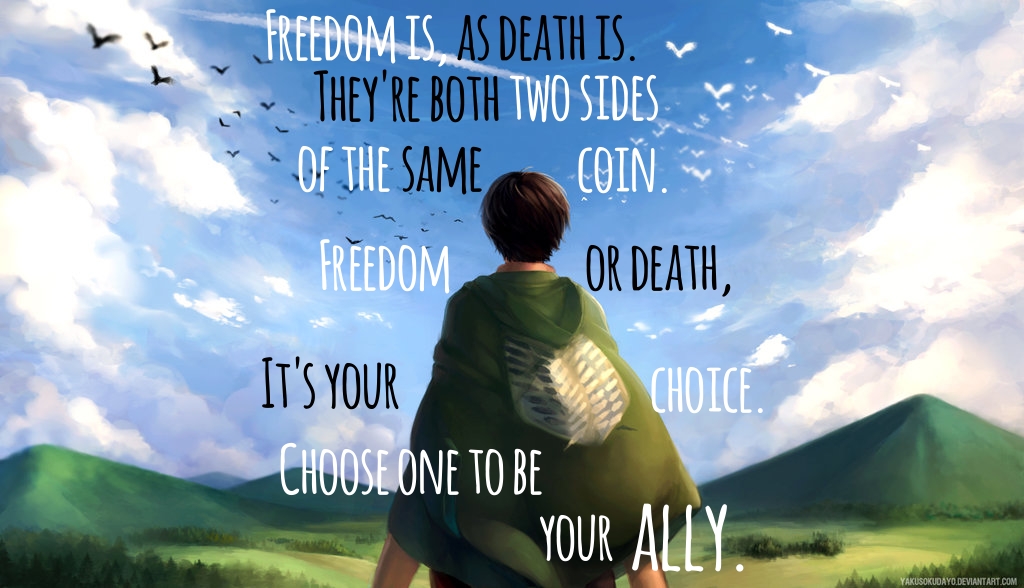 Freedom is, as death is.
They're both two sides
of the same coin.
Freedom or death,
It's your choice.
Choose one to be
your ally.
YAKUSOKUDAYO.DEVIANTART.COM